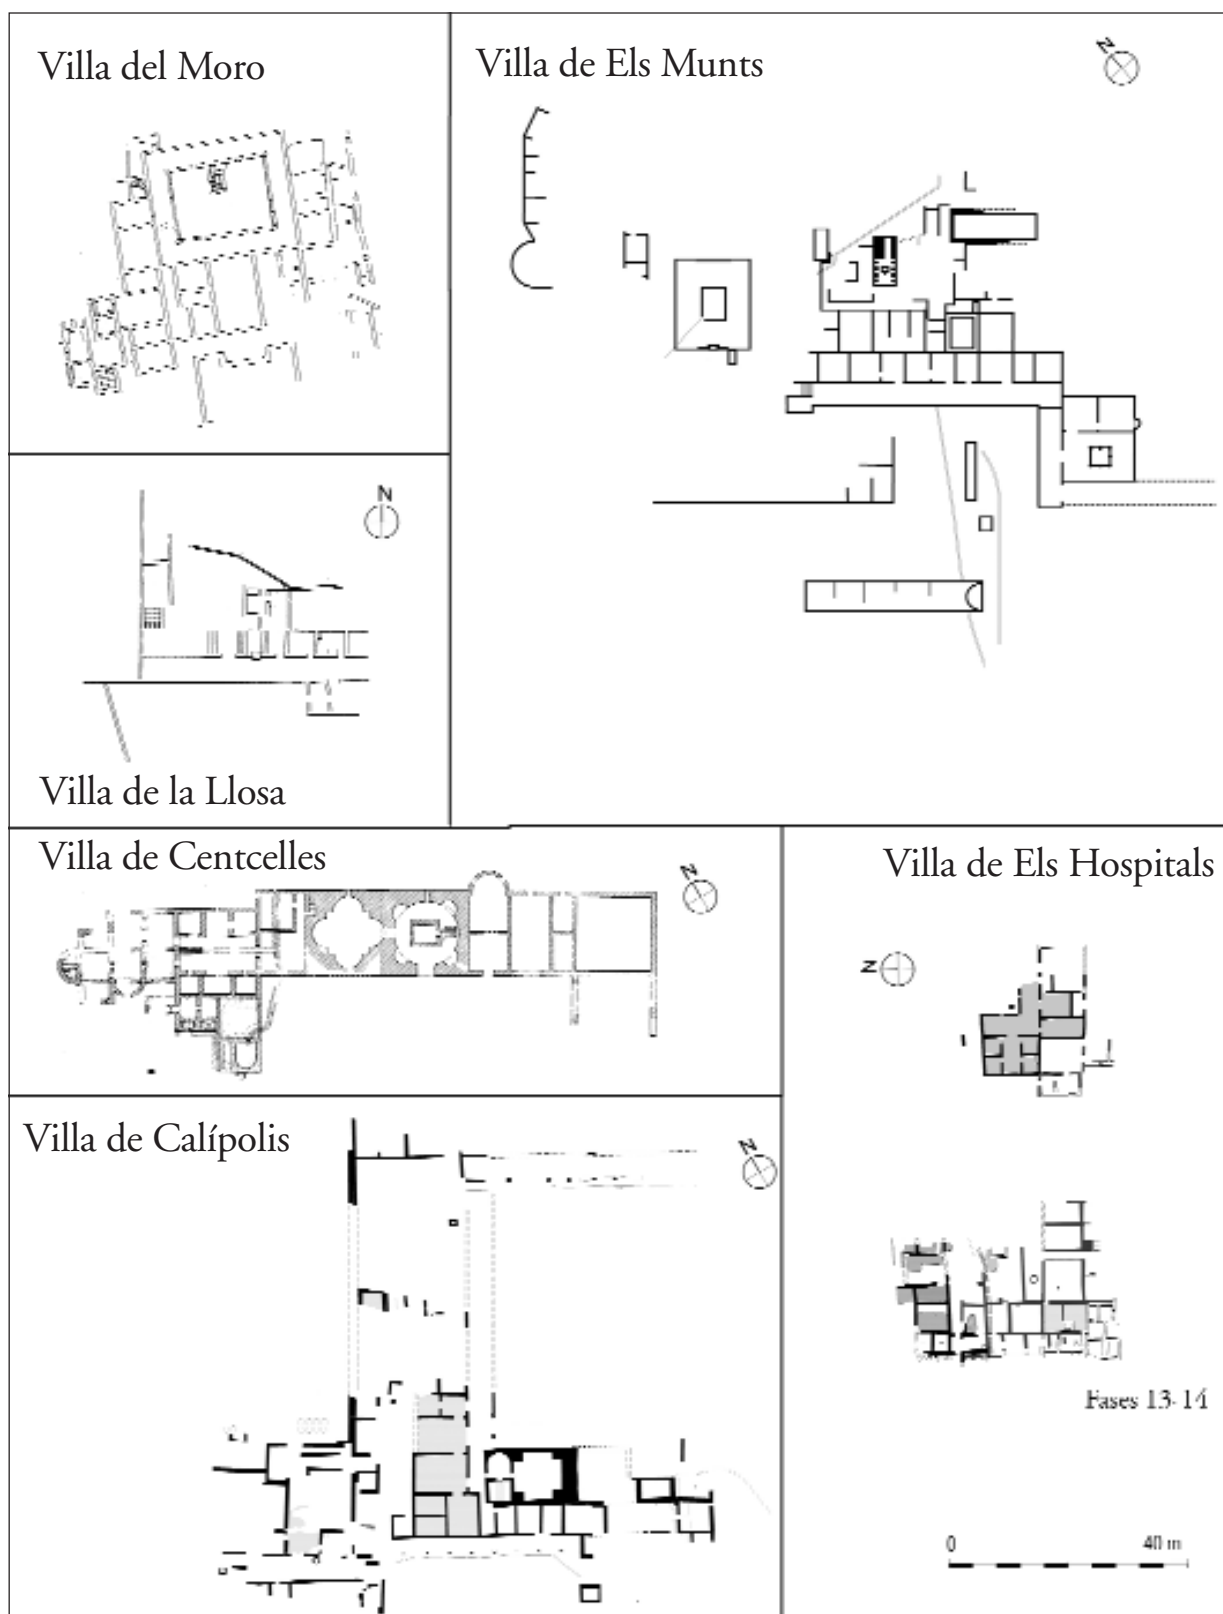 Villa del Moro
Villa de Els Munts
N
N
Villa de la Llosa
Villa de Centcelles
N
Villa de Els Hospitals
N
Villa de Calípolis
N
Fases 13-14
0 40 m